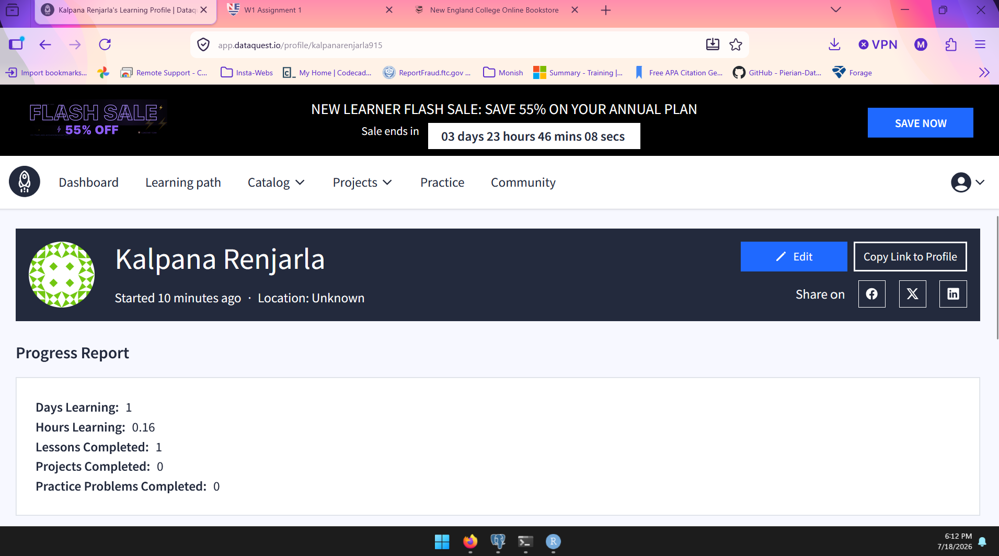 Kalpana Renjarla's Learning Profile | Dataq
W1 Assignment 1
New England College Online Bookstore
app.dataquest.io/profile/kalpanarenjarla915
VPN
M
Import bookmarks...
Remote Support - C...
Insta-Webs
My Home | Codecad...
ReportFraud.ftc.gov ...
Monish
Summary - Training |...
Free APA Citation Ge...
GitHub - Pierian-Dat...
Forage
FLASH SALE
55% OFF
NEW LEARNER FLASH SALE: SAVE 55% ON YOUR ANNUAL PLAN
Sale ends in
03 days 23 hours 46 mins 08 secs
SAVE NOW
Dashboard
Learning path
Catalog
Projects
Practice
Community
Kalpana Renjarla
Started 10 minutes ago · Location: Unknown
Edit
Copy Link to Profile
Share on
Progress Report
Days Learning: 1
Hours Learning: 0.16
Lessons Completed: 1
Projects Completed: 0
Practice Problems Completed: 0
R
6:12 PM
7/18/2026